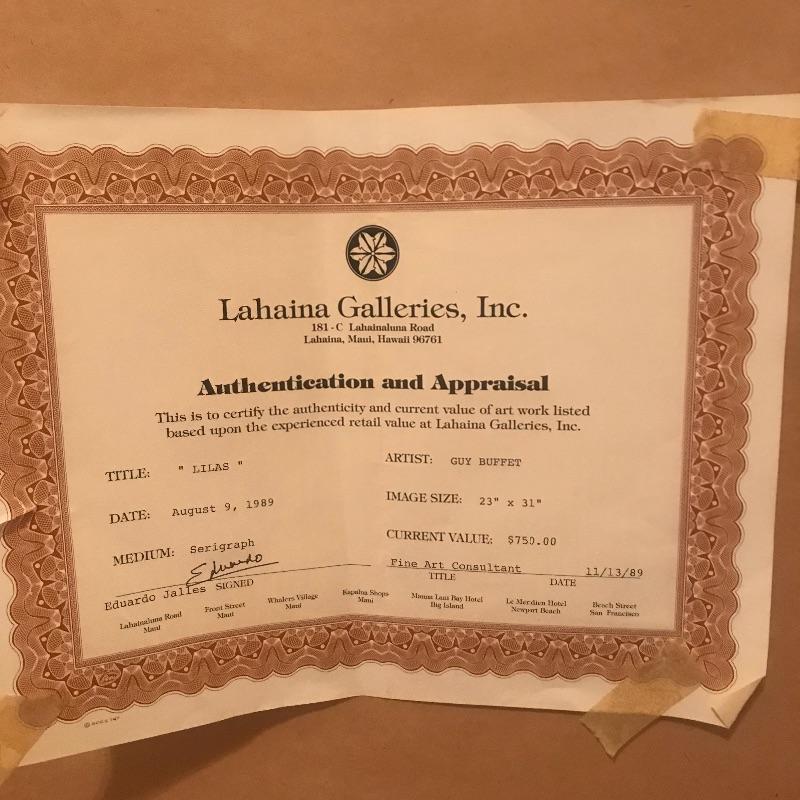 Lahaina Galleries, Inc.
181-C Lahainaluna Road
Lahaina, Maui, Hawaii 96761
Authentication and Appraisal
This is to certify the authenticity and current value of art work listed
based upon the experienced retail value at Lahaina Galleries, Inc.
TITLE: " LILAS "
ARTIST: GUY BUFFET
DATE: August 9, 1989
IMAGE SIZE: 23" x 31"
MEDIUM: Serigraph
CURRENT VALUE: $750.00
Eduardo
Fine Art Consultant 11/13/89
Eduardo Jalles SIGNED
TITLE DATE
Lahainaluna Road
Maui
Front Street
Maui
Whalers Village
Maui
Kapalua Shops
Maui
Mauna Lani Bay Hotel
Big Island
Le Meridien Hotel
Newport Beach
Beach Street
San Francisco